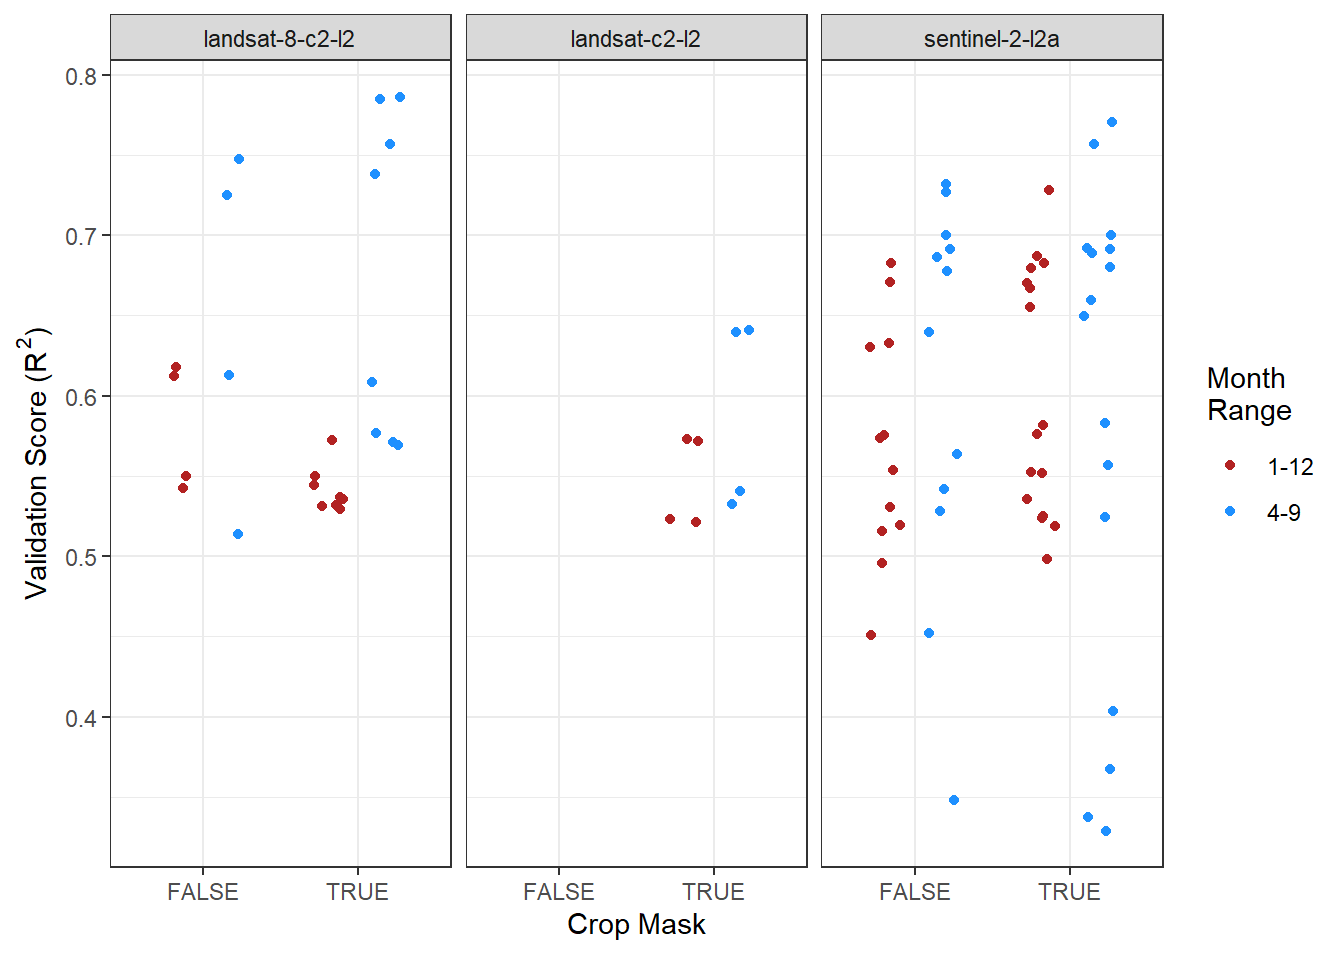 landsat-8-c2-l2
landsat-c2-l2
sentinel-2-l2a
0.8
0.7
0.6
0.5
0.4
Validation Score (R²)
FALSE
TRUE
FALSE
TRUE
FALSE
TRUE
Crop Mask
Month
Range
1-12
4-9